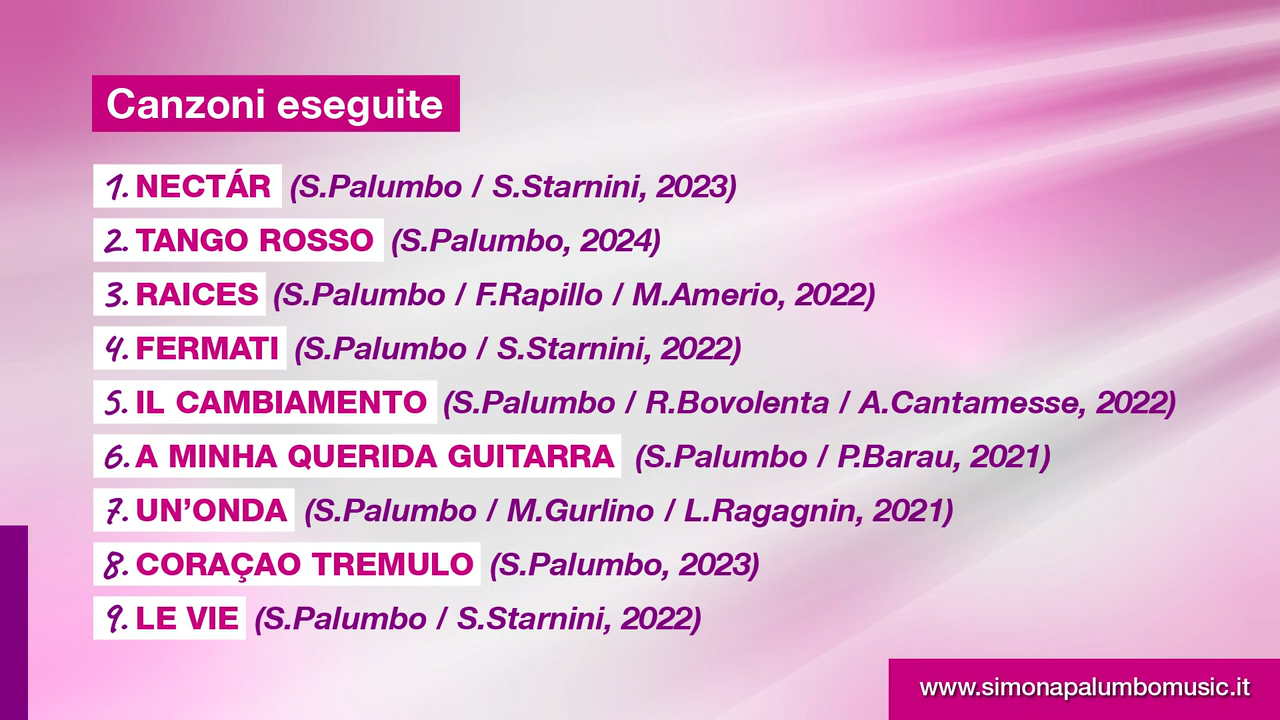 Canzoni eseguite
1. NECTÁR (S.Palumbo / S.Starnini, 2023)
2. TANGO ROSSO (S.Palumbo, 2024)
3. RAICES (S.Palumbo / F.Rapillo / M.Amerio, 2022)
4. FERMATI (S.Palumbo / S.Starnini, 2022)
5. IL CAMBIAMENTO (S.Palumbo / R.Bovolenta / A.Cantamesse, 2022)
6. A MINHA QUERIDA GUITARRA (S.Palumbo / P.Barau, 2021)
7. UN’ONDA (S.Palumbo / M.Gurlino / L.Ragagnin, 2021)
8. CORAÇAO TREMULO (S.Palumbo, 2023)
9. LE VIE (S.Palumbo / S.Starnini, 2022)
www.simonapalumbomusic.it